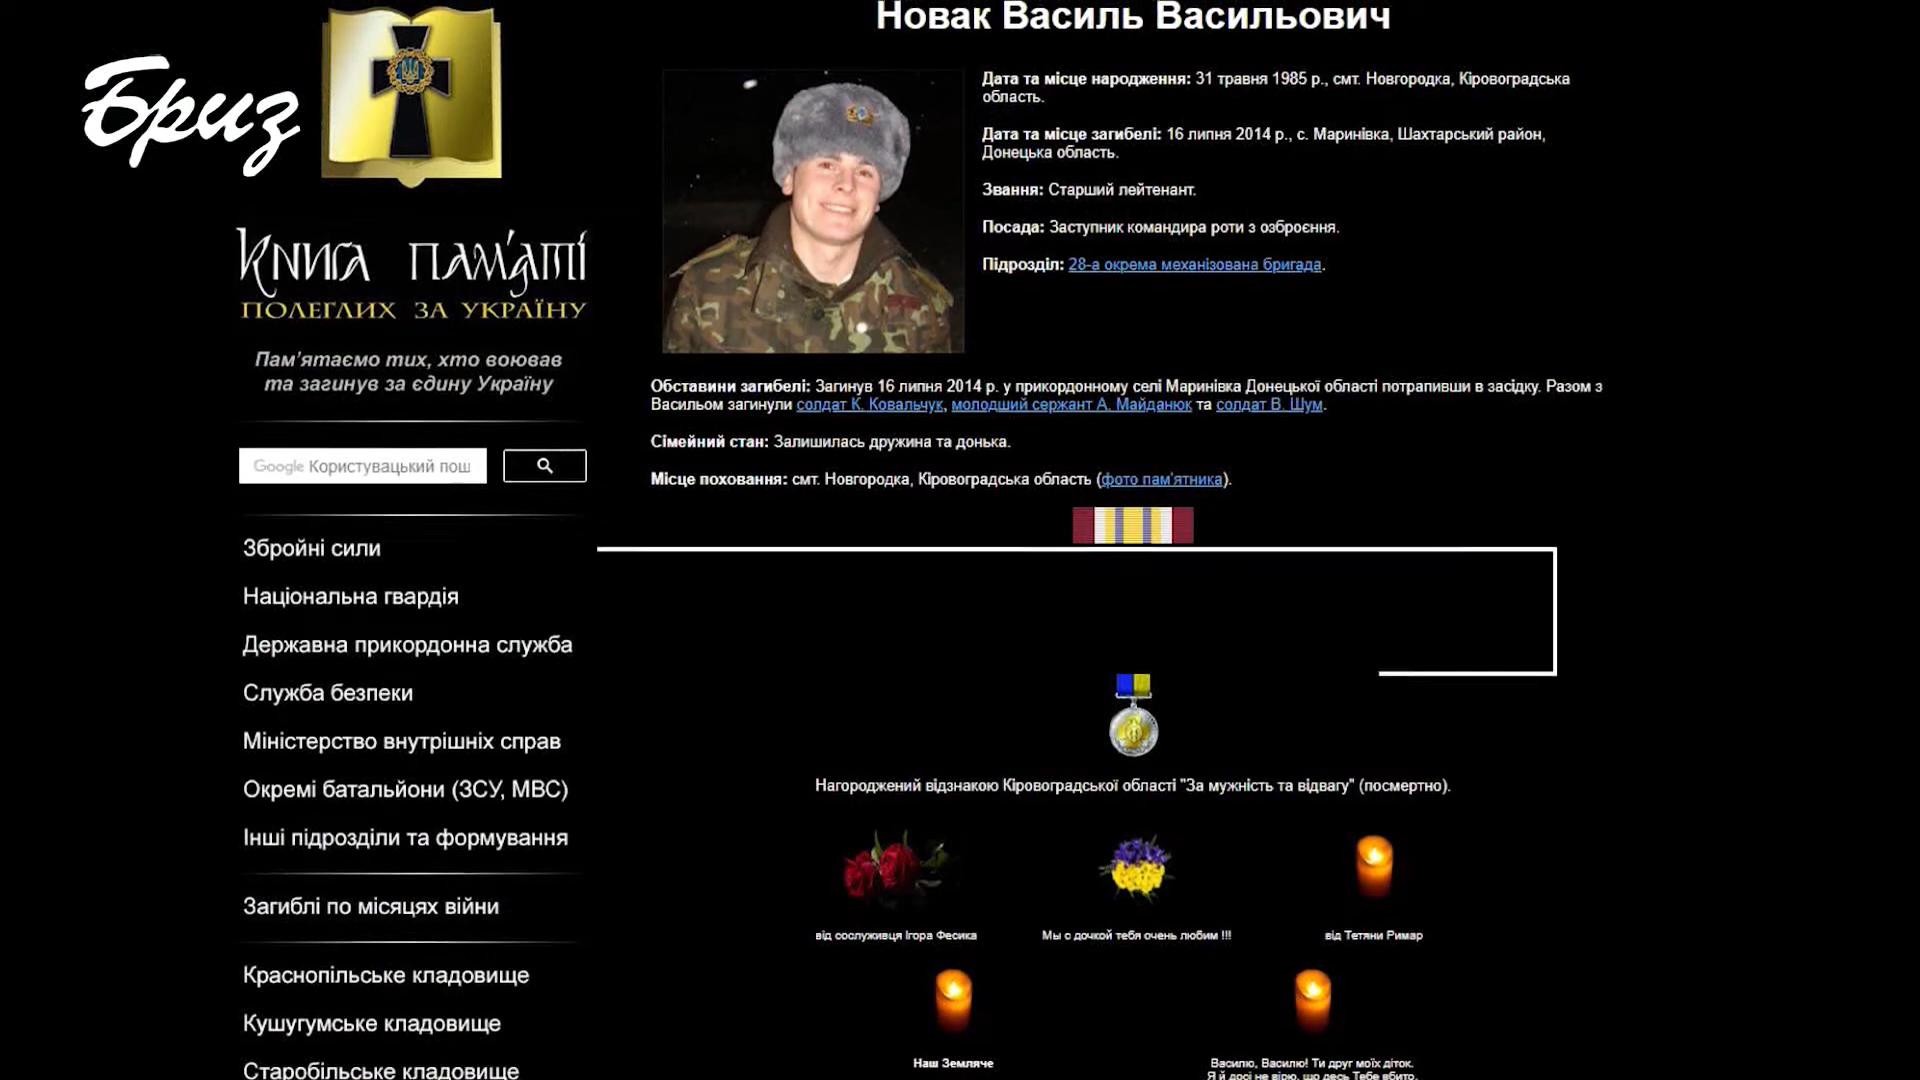 Бриз
Книга пам'яті
ПОЛЕГЛИХ ЗА УКРАЇНУ
Пам'ятаємо тих, хто воював
та загинув за єдину Україну
Google Користувацький пош
Збройні сили
Національна гвардія
Державна прикордонна служба
Служба безпеки
Міністерство внутрішніх справ
Окремі батальйони (ЗСУ, МВС)
Інші підрозділи та формування
Загиблі по місяцях війни
Краснопільське кладовище
Кушугумське кладовище
Старобільське кладовище
Новак Василь Васильович
Дата та місце народження: 31 травня 1985 р., смт. Новгородка, Кіровоградська
область.
Дата та місце загибелі: 16 липня 2014 р., с. Маринівка, Шахтарський район,
Донецька область.
Звання: Старший лейтенант.
Посада: Заступник командира роти з озброєння.
Підрозділ: 28-а окрема механізована бригада.
Обставини загибелі: Загинув 16 липня 2014 р. у прикордонному селі Маринівка Донецької області потрапивши в засідку. Разом з
Васильом загинули солдат К. Ковальчук, молодший сержант А. Майданюк та солдат В. Шум.
Сімейний стан: Залишилась дружина та донька.
Місце поховання: смт. Новгородка, Кіровоградська область (фото пам'ятника).
Нагороджений відзнакою Кіровоградської області "За мужність та відвагу" (посмертно).
від сослуживця Ігора Фесика
Мы с дочкой тебя очень любим !!!
від Тетяни Римар
Наш Земляче
Василю, Василю! Ти друг моїх діток.
Я й досі не вірю, що десь Тебе вбито.